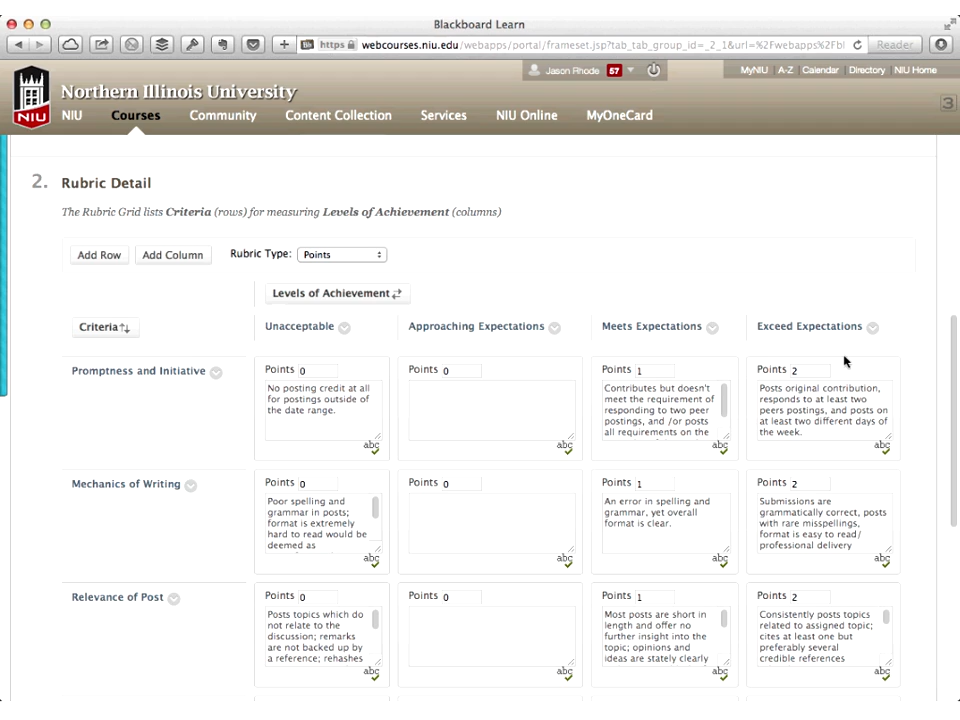 Blackboard Learn
https webcourses.niu.edu/webapps/portal/frameset.jsp?tab_tab_group_id=_2_1&url=%2Fwebapps%2Fbl
Reader
Jason Rhode 57
MyNIU A-Z Calendar Directory NIU Home
Northern Illinois University
NIU
NIU Courses Community Content Collection Services NIU Online MyOneCard
3
2. Rubric Detail
The Rubric Grid lists Criteria (rows) for measuring Levels of Achievement (columns)
Add Row Add Column Rubric Type: Points
Levels of Achievement
Criteria
Unacceptable Approaching Expectations Meets Expectations Exceed Expectations
Promptness and Initiative
Points 0
No posting credit at all
for postings outside of
the date range.
abc
Points 0
abc
Points 1
Contributes but doesn't
meet the requirement of
responding to two peer
postings, and /or posts
all requirements on the
abc
Points 2
Posts original contribution,
responds to at least two
peers postings, and posts on
at least two different days of
the week.
abc
Mechanics of Writing
Points 0
Poor spelling and
grammar in posts;
format is extremely
hard to read would be
deemed as
abc
Points 0
abc
Points 1
An error in spelling and
grammar, yet overall
format is clear.
abc
Points 2
Submissions are
grammatically correct, posts
with rare misspellings,
format is easy to read/
professional delivery
abc
Relevance of Post
Points 0
Posts topics which do
not relate to the
discussion; remarks
are not backed up by
a reference; rehashes
abc
Points 0
abc
Points 1
Most posts are short in
length and offer no
further insight into the
topic; opinions and
ideas are stately clearly
abc
Points 2
Consistently posts topics
related to assigned topic;
cites at least one but
preferably several
credible references
abc